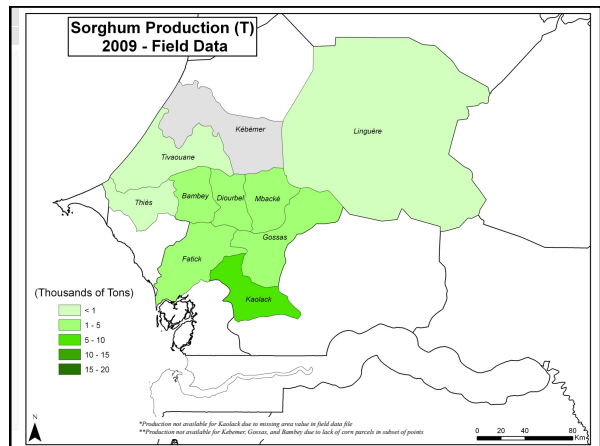 Sorghum Production (T)
2009 - Field Data
Kébémer
Linguère
Tivaouane
Thiés
Bambey
Diourbel
Mbacké
Gossas
Fatick
Kaolack
(Thousands of Tons)
< 1
1 - 5
5 - 10
10 - 15
15 - 20
*Production not available for Kaolack due to missing area value in field data file
**Production not available for Kebemer, Gossas, and Bambey due to lack of corn parcels in subset of points
N
0 20 40 80
Km